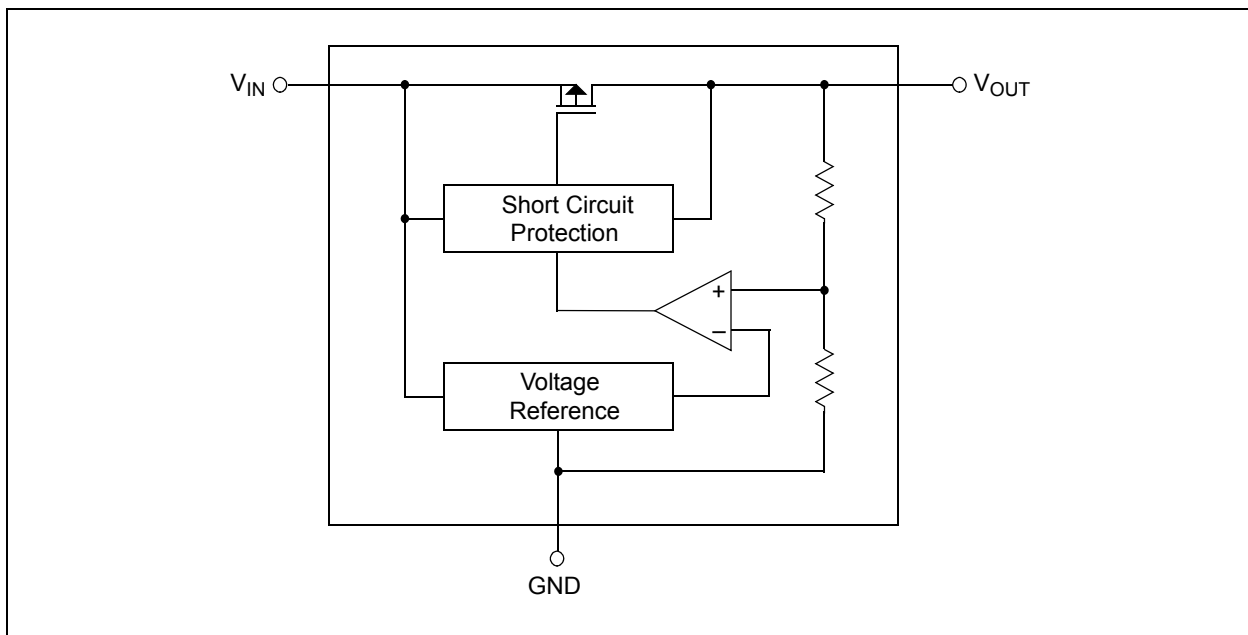 V_IN
V_OUT
Short Circuit
Protection
+
−
Voltage
Reference
GND